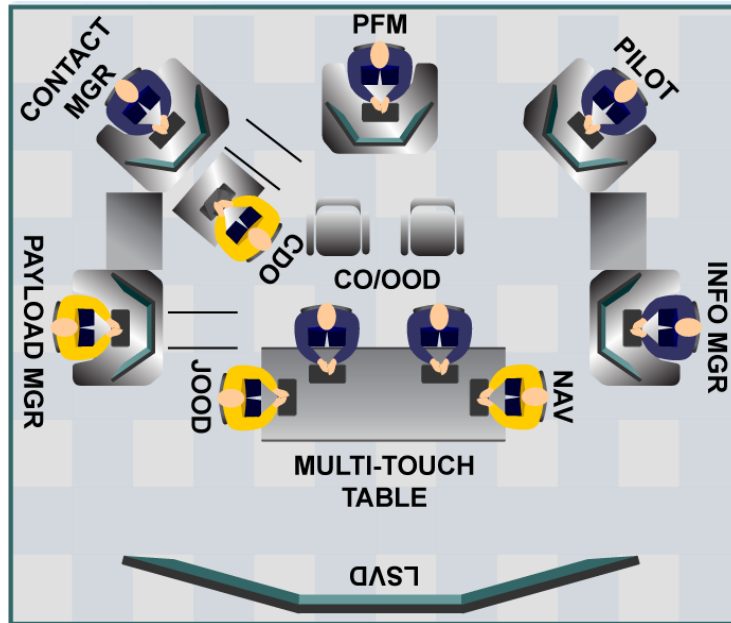 PFM
CONTACT
MGR
PILOT
CDO
CO/OOD
PAYLOAD MGR
INFO MGR
JOOD
NAV
MULTI-TOUCH
TABLE
LSVD